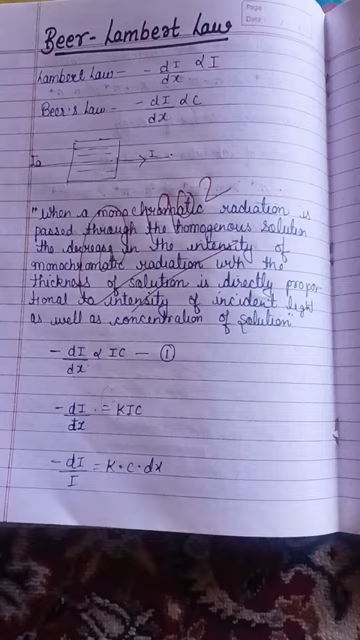 Page :
Date :
Beer-Lambert Law
Lambert Law - - dI/dx ∝ I
Beer's Law - - dI/dx ∝ C
I₀ I
2
"When a monochromatic radiation is
passed through the homogenous solution
the decrease in the intensity of
monochromatic radiation with the
thickness of solution is directly propor
tional to intensity of incident light
as well as concentration of solution"
- dI/dx ∝ IC — ①
- dI/dx = KIC
- dI/I = K·C·dx